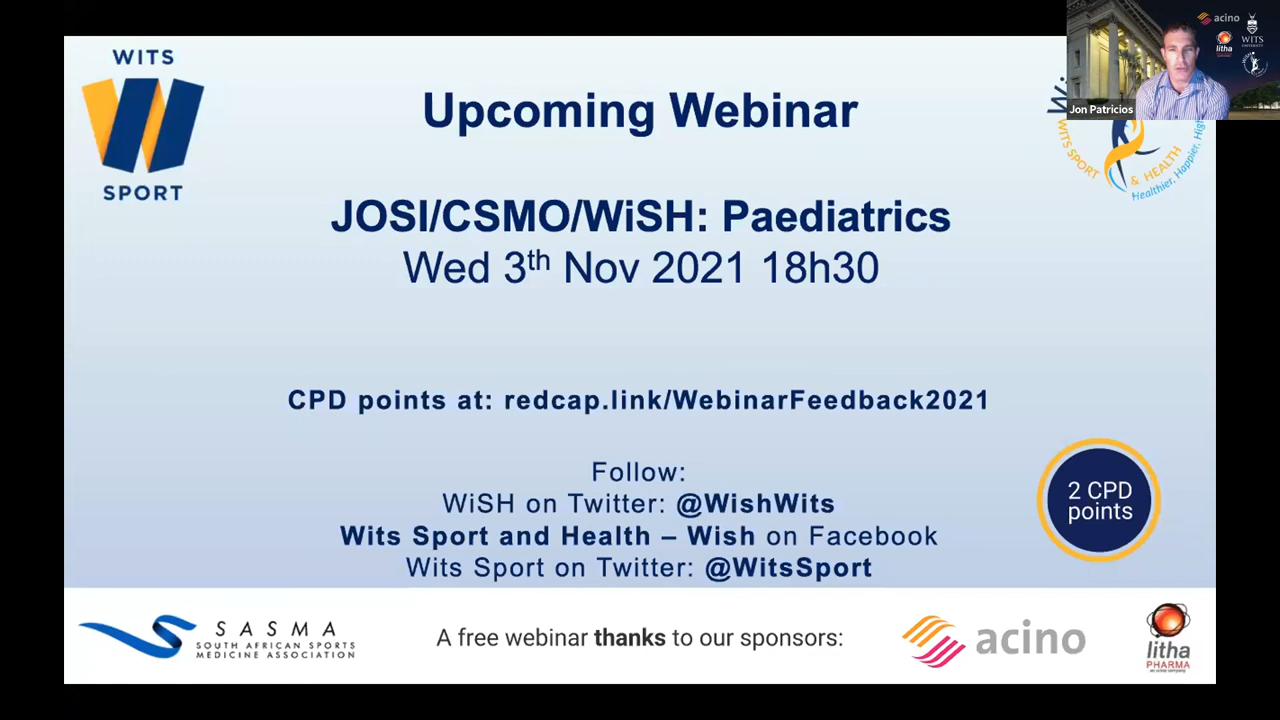 WITS
SPORT
Upcoming Webinar
acino
litha
WITS
Jon Patricios
WITS SPORT & HEALTH
Healthier, Happier, High
JOSI/CSMO/WiSH: Paediatrics
Wed 3th Nov 2021 18h30
CPD points at: redcap.link/WebinarFeedback2021
Follow:
WiSH on Twitter: @WishWits
Wits Sport and Health – Wish on Facebook
Wits Sport on Twitter: @WitsSport
2 CPD
points
SASMA
SOUTH AFRICAN SPORTS
MEDICINE ASSOCIATION
A free webinar thanks to our sponsors:
acino
litha
PHARMA